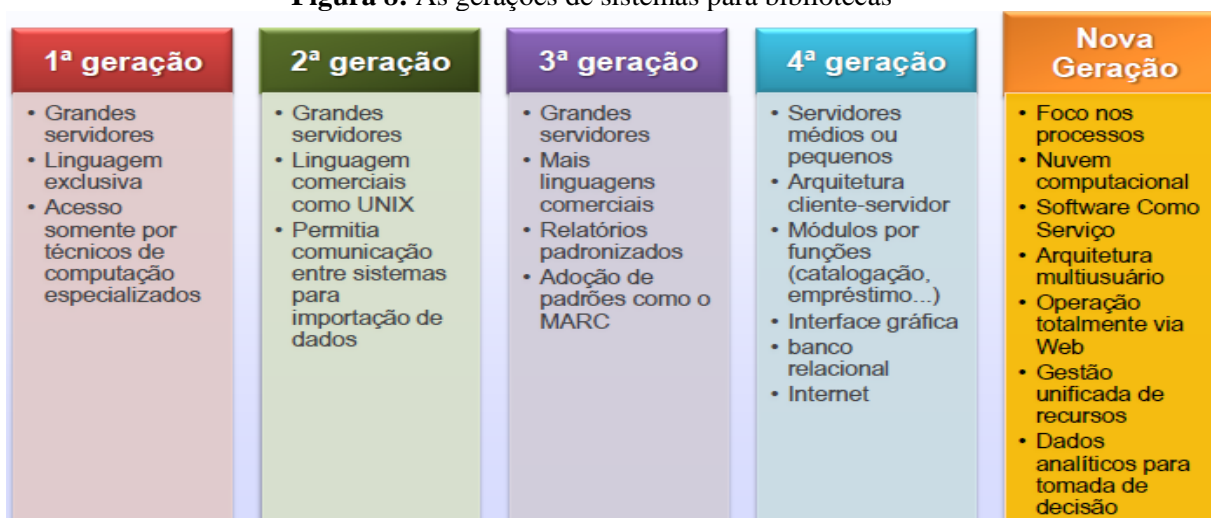 Figura 8: As gerações de sistemas para bibliotecas
1ª geração
• Grandes
servidores
• Linguagem
exclusiva
• Acesso
somente por
técnicos de
computação
especializados
2ª geração
• Grandes
servidores
• Linguagem
comerciais
como UNIX
• Permitia
comunicação
entre sistemas
para
importação de
dados
3ª geração
• Grandes
servidores
• Mais
linguagens
comerciais
• Relatórios
padronizados
• Adoção de
padrões como o
MARC
4ª geração
• Servidores
médios ou
pequenos
• Arquitetura
cliente-servidor
• Módulos por
funções
(catalogação,
empréstimo...)
• Interface gráfica
• banco
relacional
• Internet
Nova
Geração
• Foco nos
processos
• Nuvem
computacional
• Software Como
Serviço
• Arquitetura
multiusuário
• Operação
totalmente via
Web
• Gestão
unificada de
recursos
• Dados
analíticos para
tomada de
decisão